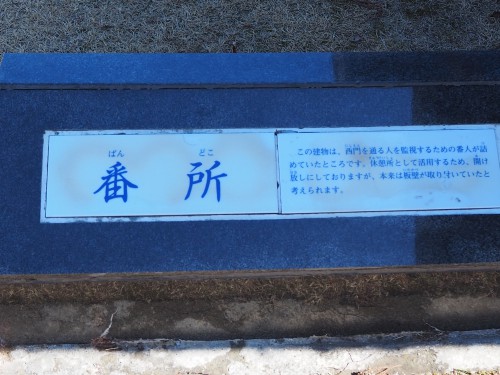 ばん どこ
番所
この建物は、西門を通る人を監視するための番人が詰
めていたところです。休憩所として活用するため、開け
放しにしておりますが、本来は板壁が取り付いていたと
考えられます。